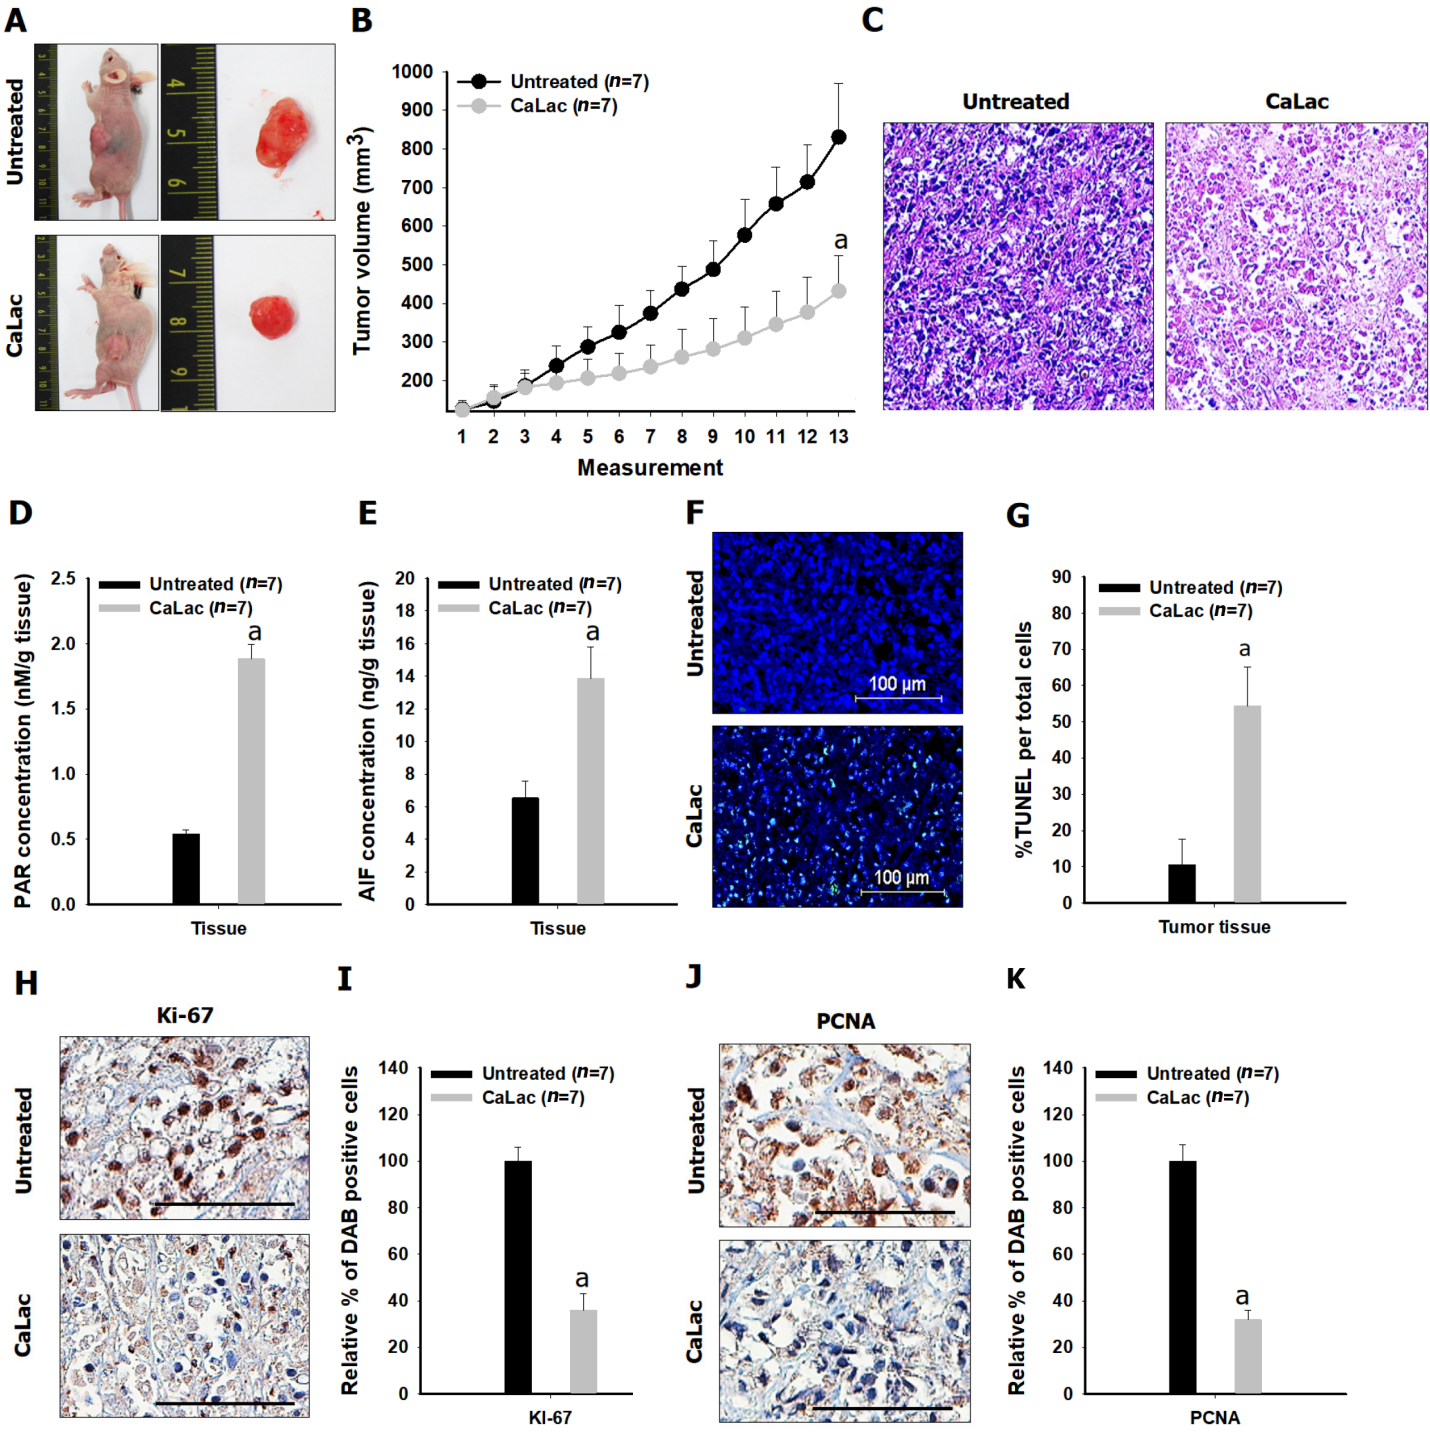 A
Untreated
4
5
6
CaLac
7
8
9
B
1000
900
800
700
600
500
400
300
200
Tumor volume (mm3)
Untreated (n=7)
CaLac (n=7)
a
1 2 3 4 5 6 7 8 9 10 11 12 13
Measurement
C
Untreated
CaLac
D
PAR concentration (nM/g tissue)
2.5
2.0
1.5
1.0
0.5
0.0
Untreated (n=7)
CaLac (n=7)
a
Tissue
E
AIF concentration (ng/g tissue)
20
18
16
14
12
10
8
6
4
2
0
Untreated (n=7)
CaLac (n=7)
a
Tissue
F
Untreated
100 µm
CaLac
100 µm
G
%TUNEL per total cells
90
80
70
60
50
40
30
20
10
0
Untreated (n=7)
CaLac (n=7)
a
Tumor tissue
H
Ki-67
Untreated
CaLac
I
Relative % of DAB positive cells
140
120
100
80
60
40
20
0
Untreated (n=7)
CaLac (n=7)
a
KI-67
J
PCNA
Untreated
CaLac
K
Relative % of DAB positive cells
140
120
100
80
60
40
20
0
Untreated (n=7)
CaLac (n=7)
a
PCNA